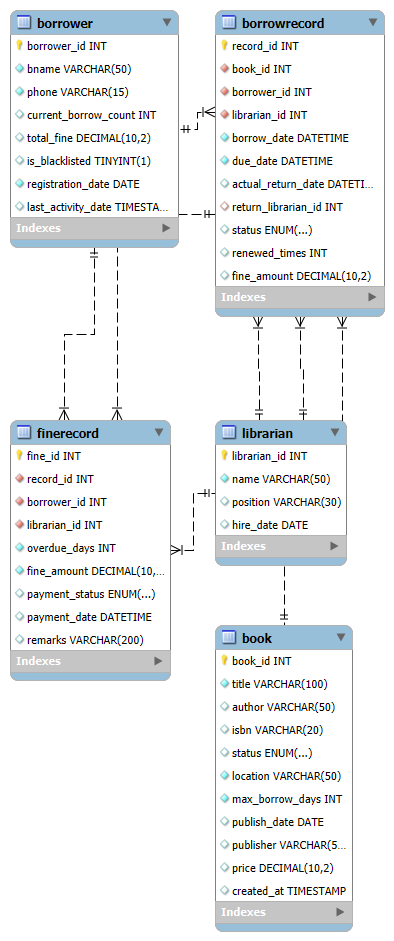 borrower
borrower_id INT
bname VARCHAR(50)
phone VARCHAR(15)
current_borrow_count INT
total_fine DECIMAL(10,2)
is_blacklisted TINYINT(1)
registration_date DATE
last_activity_date TIMESTA...
Indexes
borrowrecord
record_id INT
book_id INT
borrower_id INT
librarian_id INT
borrow_date DATETIME
due_date DATETIME
actual_return_date DATETI...
return_librarian_id INT
status ENUM(...)
renewed_times INT
fine_amount DECIMAL(10,2)
Indexes
finerecord
fine_id INT
record_id INT
borrower_id INT
librarian_id INT
overdue_days INT
fine_amount DECIMAL(10,...
payment_status ENUM(...)
payment_date DATETIME
remarks VARCHAR(200)
Indexes
librarian
librarian_id INT
name VARCHAR(50)
position VARCHAR(30)
hire_date DATE
Indexes
book
book_id INT
title VARCHAR(100)
author VARCHAR(50)
isbn VARCHAR(20)
status ENUM(...)
location VARCHAR(50)
max_borrow_days INT
publish_date DATE
publisher VARCHAR(5...
price DECIMAL(10,2)
created_at TIMESTAMP
Indexes